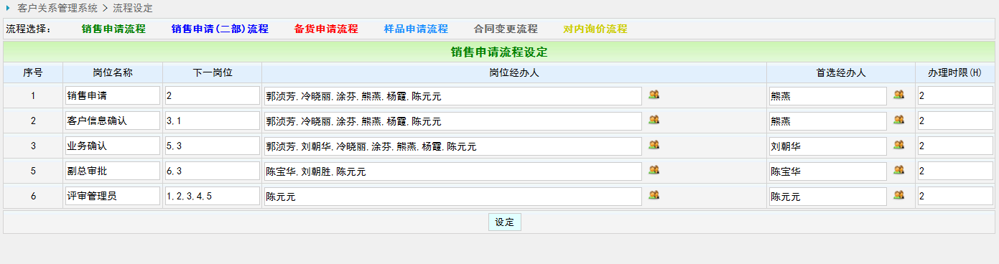 客户关系管理系统 > 流程设定
流程选择： 销售申请流程 销售申请(二部)流程 备货申请流程 样品申请流程 合同变更流程 对内询价流程
销售申请流程设定
序号 岗位名称 下一岗位 岗位经办人 首选经办人 办理时限(H)
1 销售申请 2 郭浈芳,冷晓丽,涂芬,熊燕,杨霞,陈元元 熊燕 2
2 客户信息确认 3,1 郭浈芳,冷晓丽,涂芬,熊燕,杨霞,陈元元 熊燕 2
3 业务确认 5,3 郭浈芳,刘朝华,冷晓丽,涂芬,熊燕,杨霞,陈元元 刘朝华 2
5 副总审批 6,3 陈宝华,刘朝胜,陈元元 陈宝华 2
6 评审管理员 1,2,3,4,5 陈元元 陈元元 2
设定